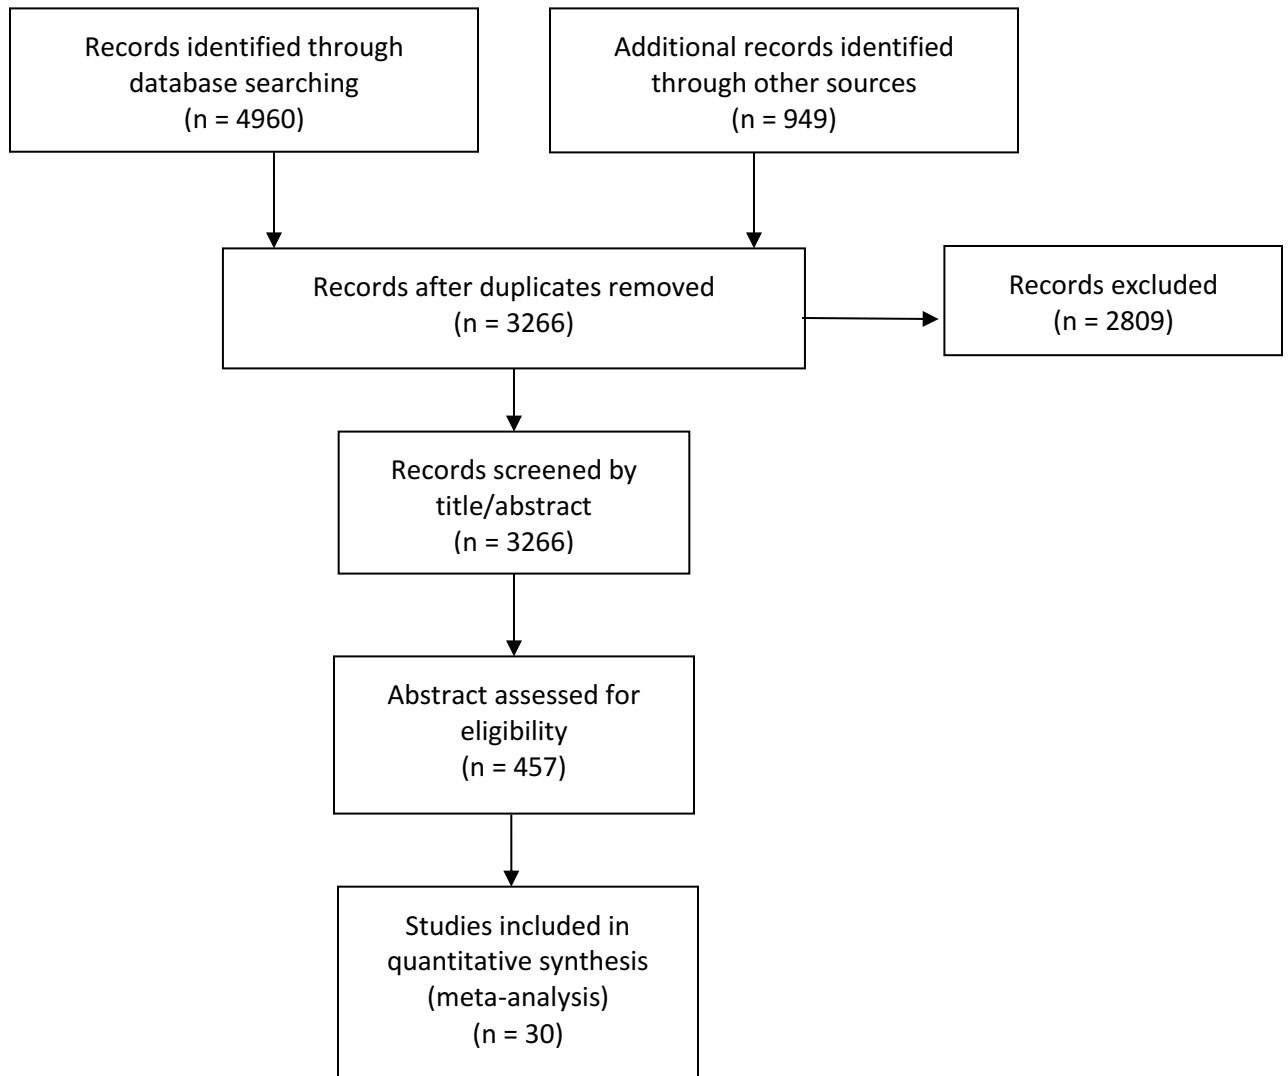 Records identified through
database searching
(n = 4960)
Additional records identified
through other sources
(n = 949)
Records after duplicates removed
(n = 3266)
Records excluded
(n = 2809)
Records screened by
title/abstract
(n = 3266)
Abstract assessed for
eligibility
(n = 457)
Studies included in
quantitative synthesis
(meta-analysis)
(n = 30)